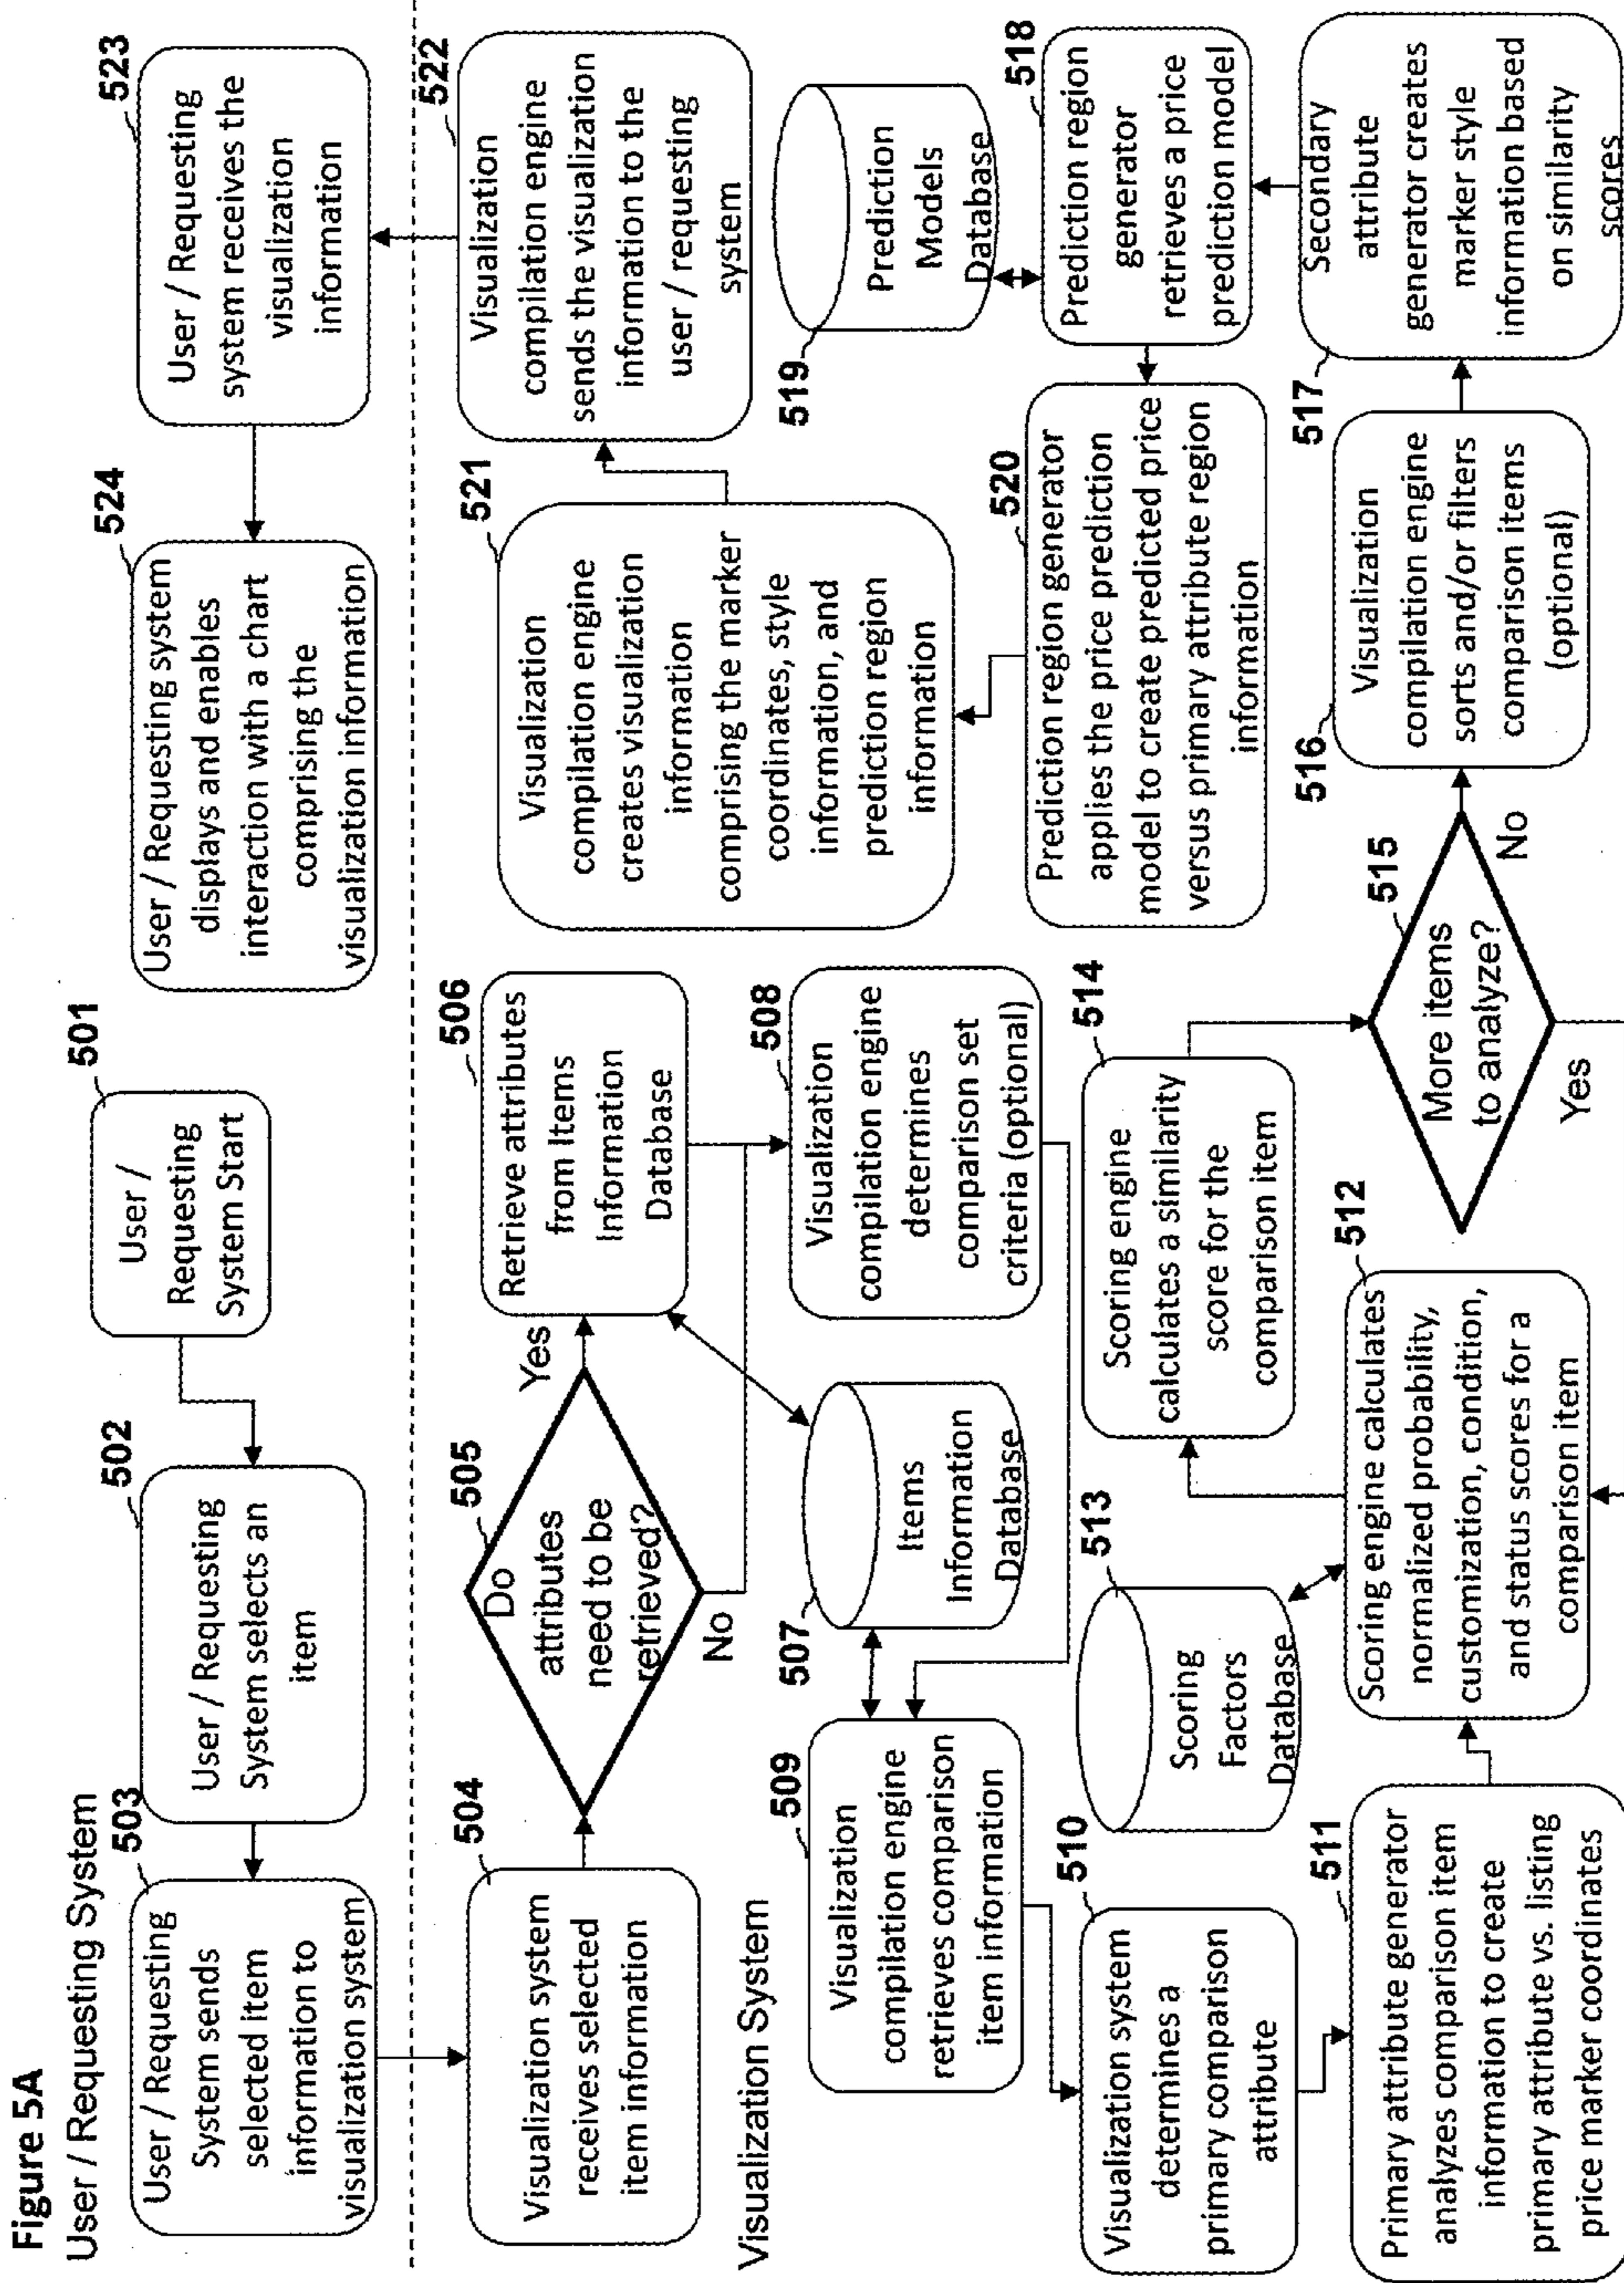 Figure 5A
User / Requesting System
501
User /
Requesting
System Start
502
User / Requesting
System selects an
item
503
User / Requesting
System sends
selected item
information to
visualization system
504
Visualization system
receives selected
item information
505
Do
attributes
need to be
retrieved?
Yes
No
506
Retrieve attributes
from Items
Information
Database
507
Items
Information
Database
508
Visualization
compilation engine
determines
comparison set
criteria (optional)
Visualization System
509
Visualization
compilation engine
retrieves comparison
item information
510
Visualization system
determines a
primary comparison
attribute
511
Primary attribute generator
analyzes comparison item
information to create
primary attribute vs. listing
price marker coordinates
512
Scoring engine calculates
normalized probability,
customization, condition,
and status scores for a
comparison item
513
Scoring
Factors
Database
514
Scoring engine
calculates a similarity
score for the
comparison item
515
More items
to analyze?
Yes
No
516
Visualization
compilation engine
sorts and/or filters
comparison items
(optional)
517
Secondary
attribute
generator creates
marker style
information based
on similarity
scores
518
Prediction region
generator
retrieves a price
prediction model
519
Prediction
Models
Database
520
Prediction region generator
applies the price prediction
model to create predicted price
versus primary attribute region
information
521
Visualization
compilation engine
creates visualization
information
comprising the marker
coordinates, style
information, and
prediction region
information
522
Visualization
compilation engine
sends the visualization
information to the
user / requesting
system
523
User / Requesting
system receives the
visualization
information
524
User / Requesting system
displays and enables
interaction with a chart
comprising the
visualization information